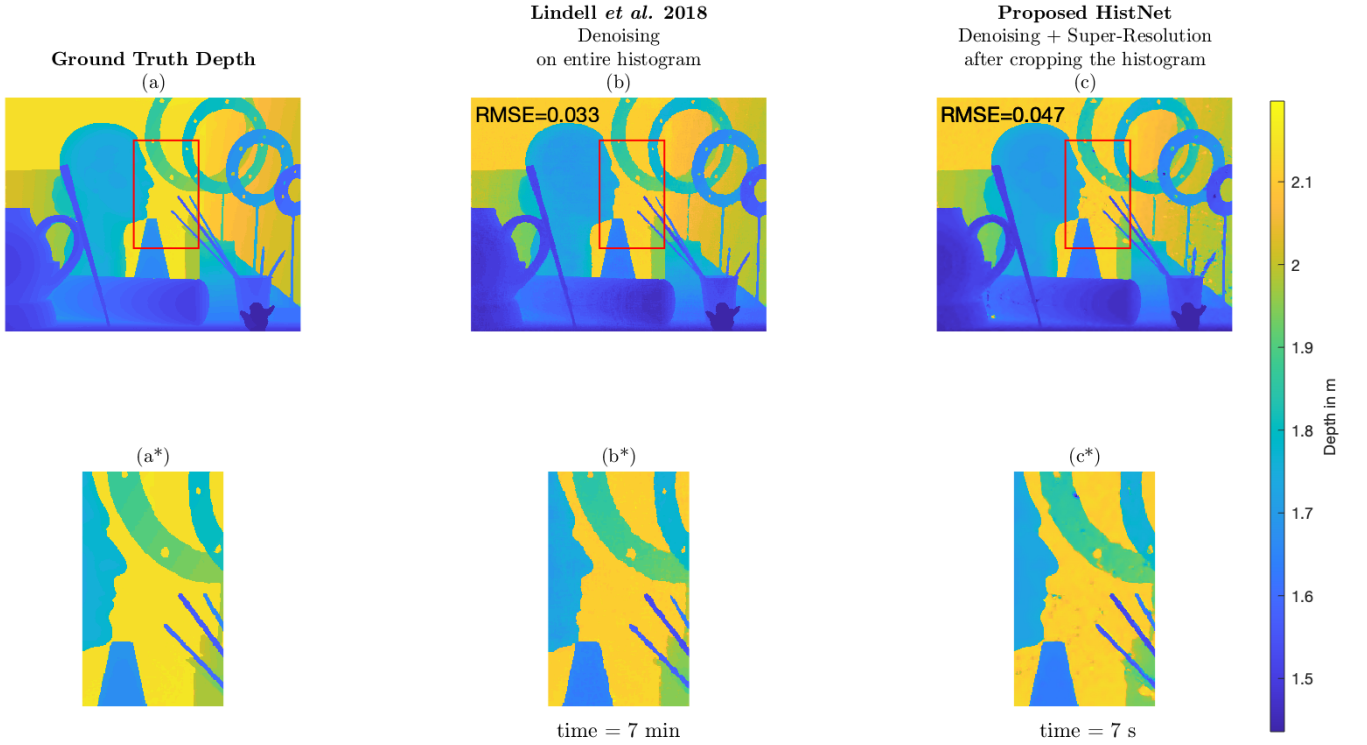 Ground Truth Depth
(a)
Lindell et al. 2018
Denoising
on entire histogram
(b)
RMSE=0.033
Proposed HistNet
Denoising + Super-Resolution
after cropping the histogram
(c)
RMSE=0.047
2.1
2
1.9
1.8
1.7
1.6
1.5
Depth in m
(a*)
(b*)
time = 7 min
(c*)
time = 7 s